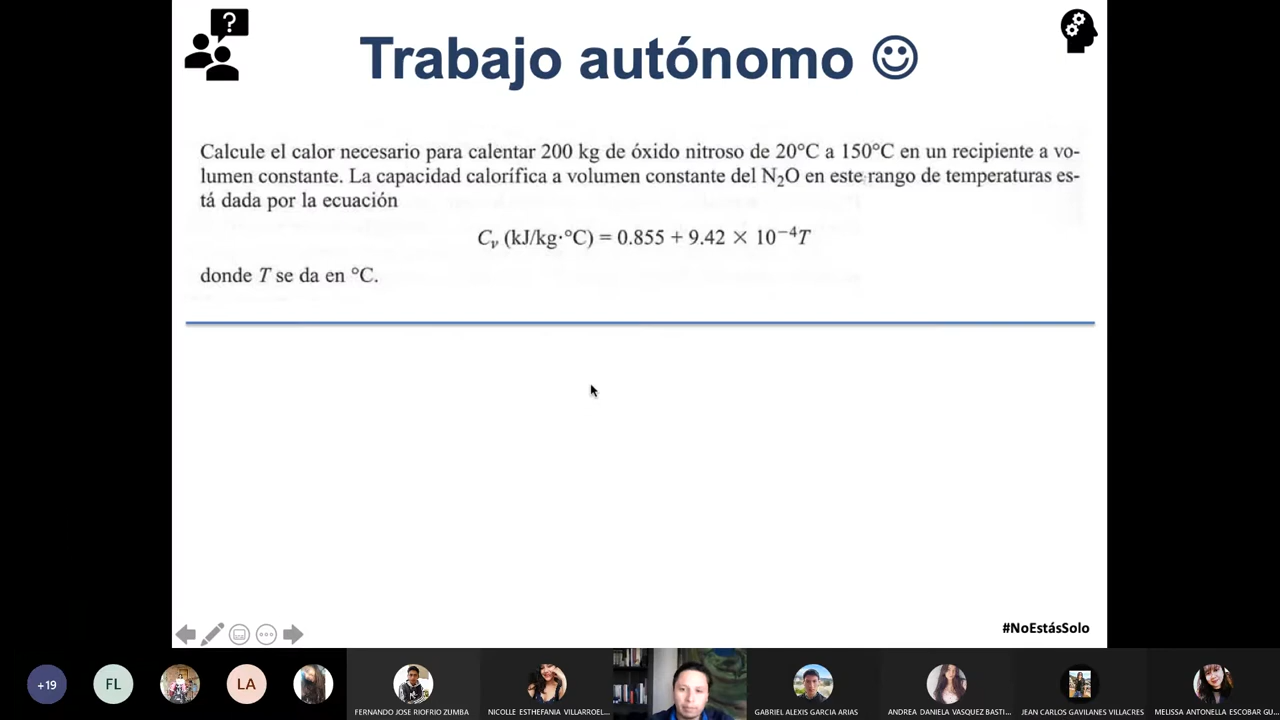 Trabajo autónomo ☺
Calcule el calor necesario para calentar 200 kg de óxido nitroso de 20°C a 150°C en un recipiente a vo-
lumen constante. La capacidad calorífica a volumen constante del N₂O en este rango de temperaturas es-
tá dada por la ecuación
Cᵥ (kJ/kg·°C) = 0.855 + 9.42 × 10⁻⁴T
donde T se da en °C.
#NoEstásSolo
+19
FL
LA
FERNANDO JOSE RIOFRIO ZUMBA
NICOLLE ESTHEFANIA VILLARROEL...
GABRIEL ALEXIS GARCIA ARIAS
ANDREA DANIELA VASQUEZ BASTI...
JEAN CARLOS GAVILANES VILLACRES
MELISSA ANTONELLA ESCOBAR GU...